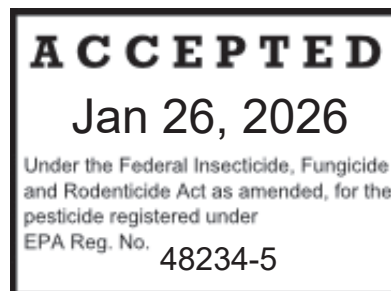 ACCEPTED
Jan 26, 2026
Under the Federal Insecticide, Fungicide
and Rodenticide Act as amended, for the
pesticide registered under
EPA Reg. No. 48234-5